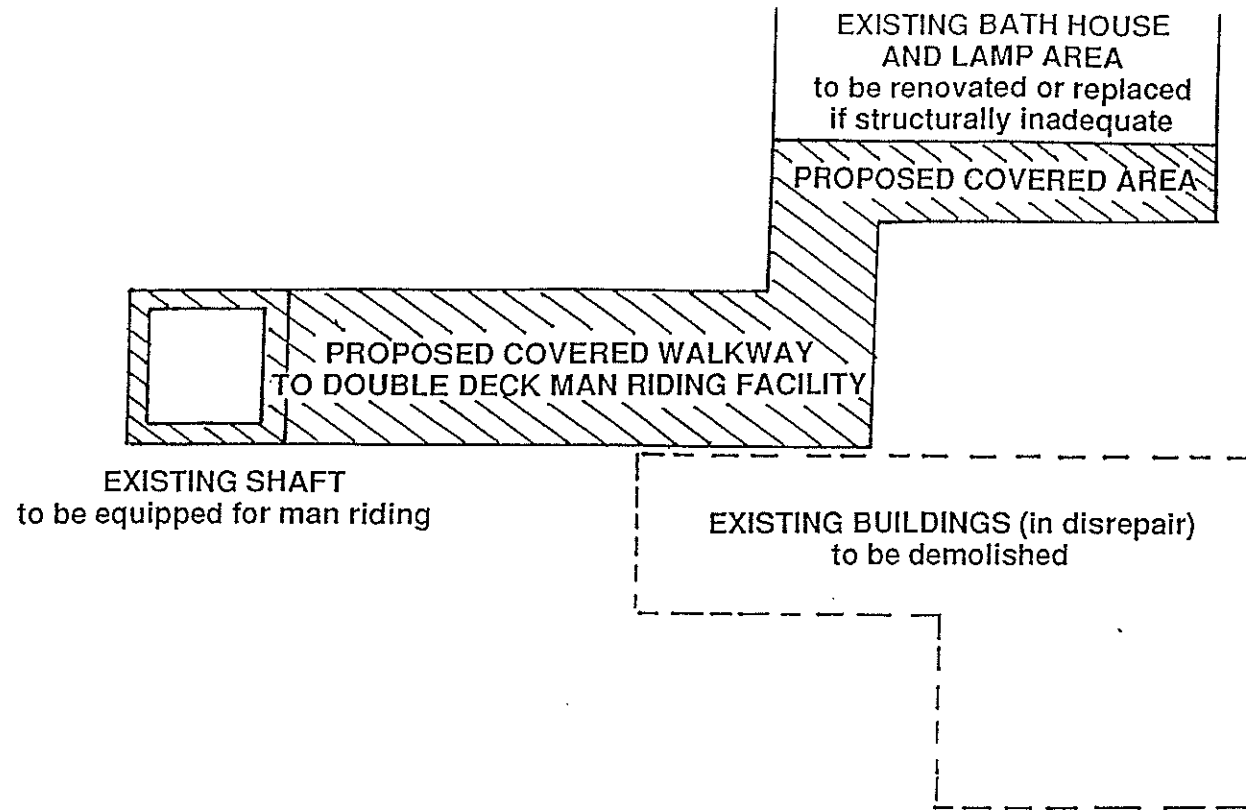 EXISTING BATH HOUSE
AND LAMP AREA
to be renovated or replaced
if structurally inadequate
PROPOSED COVERED AREA
PROPOSED COVERED WALKWAY
TO DOUBLE DECK MAN RIDING FACILITY
EXISTING SHAFT
to be equipped for man riding
EXISTING BUILDINGS (in disrepair)
to be demolished